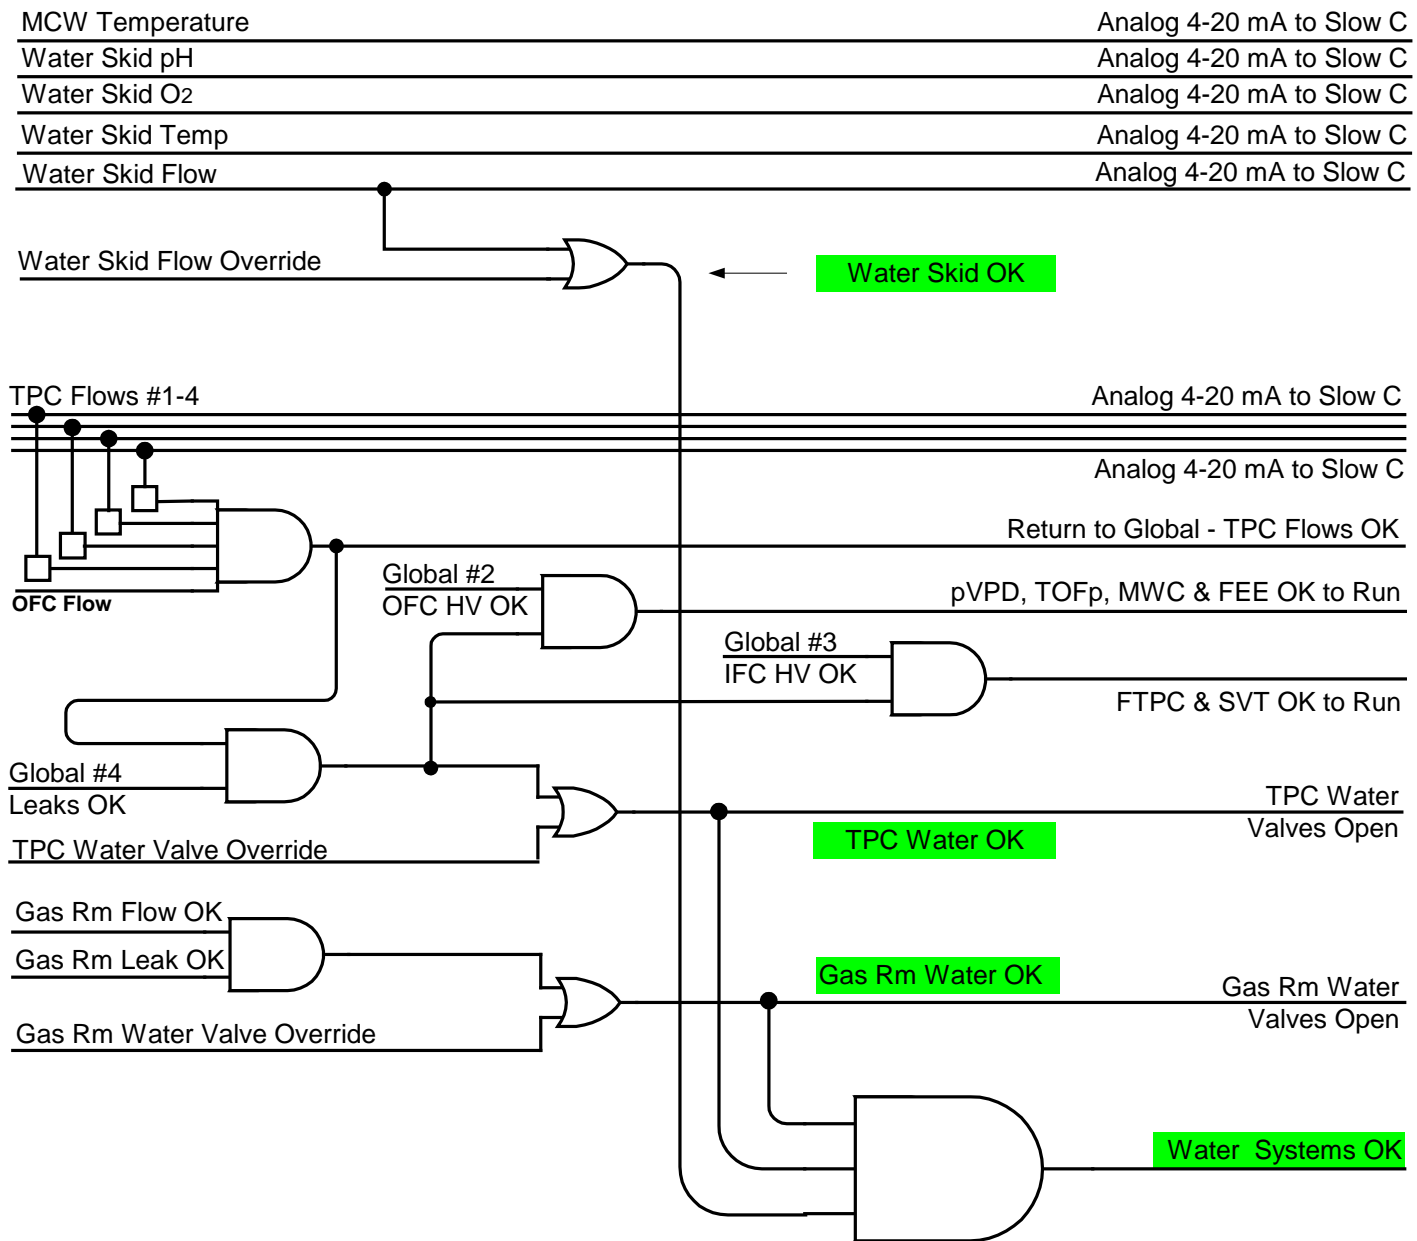 MCW Temperature Analog 4-20 mA to Slow C
Water Skid pH Analog 4-20 mA to Slow C
Water Skid O2 Analog 4-20 mA to Slow C
Water Skid Temp Analog 4-20 mA to Slow C
Water Skid Flow Analog 4-20 mA to Slow C
Water Skid Flow Override
Water Skid OK
TPC Flows #1-4 Analog 4-20 mA to Slow C
Analog 4-20 mA to Slow C
Return to Global - TPC Flows OK
OFC Flow
Global #2
OFC HV OK
pVPD, TOFp, MWC & FEE OK to Run
Global #3
IFC HV OK
FTPC & SVT OK to Run
Global #4
Leaks OK
TPC Water
Valves Open
TPC Water OK
TPC Water Valve Override
Gas Rm Flow OK
Gas Rm Leak OK
Gas Rm Water OK
Gas Rm Water
Valves Open
Gas Rm Water Valve Override
Water Systems OK